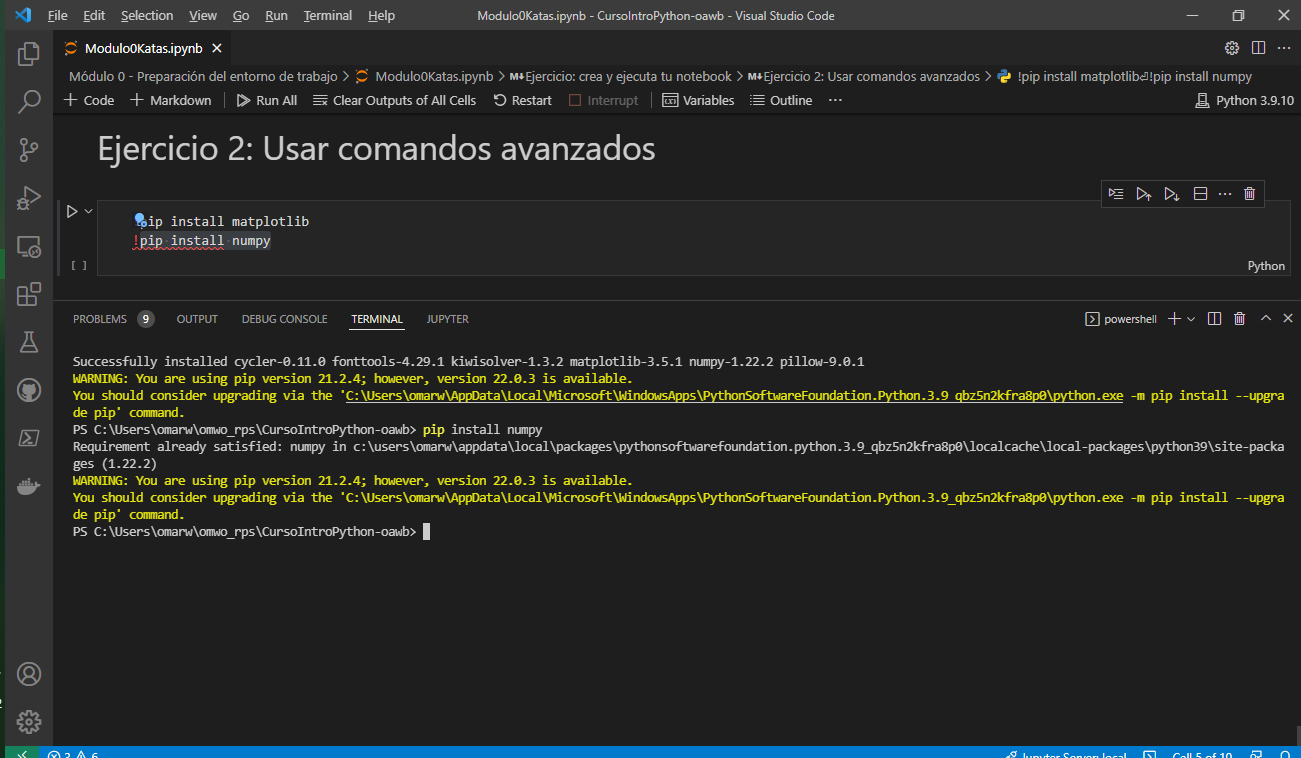 File Edit Selection View Go Run Terminal Help Modulo0Katas.ipynb - CursoIntroPython-oawb - Visual Studio Code
Modulo0Katas.ipynb
Módulo 0 - Preparación del entorno de trabajo > Modulo0Katas.ipynb > M↓Ejercicio: crea y ejecuta tu notebook > M↓Ejercicio 2: Usar comandos avanzados > !pip install matplotlib⏎!pip install numpy
+ Code + Markdown Run All Clear Outputs of All Cells Restart Interrupt Variables Outline ... Python 3.9.10
Ejercicio 2: Usar comandos avanzados
ip install matplotlib
!pip install numpy
[ ] Python
PROBLEMS 9 OUTPUT DEBUG CONSOLE TERMINAL JUPYTER powershell
Successfully installed cycler-0.11.0 fonttools-4.29.1 kiwisolver-1.3.2 matplotlib-3.5.1 numpy-1.22.2 pillow-9.0.1
WARNING: You are using pip version 21.2.4; however, version 22.0.3 is available.
You should consider upgrading via the 'C:\Users\omarw\AppData\Local\Microsoft\WindowsApps\PythonSoftwareFoundation.Python.3.9_qbz5n2kfra8p0\python.exe -m pip install --upgra
de pip' command.
PS C:\Users\omarw\omwo_rps\CursoIntroPython-oawb> pip install numpy
Requirement already satisfied: numpy in c:\users\omarw\appdata\local\packages\pythonsoftwarefoundation.python.3.9_qbz5n2kfra8p0\localcache\local-packages\python39\site-packa
ges (1.22.2)
WARNING: You are using pip version 21.2.4; however, version 22.0.3 is available.
You should consider upgrading via the 'C:\Users\omarw\AppData\Local\Microsoft\WindowsApps\PythonSoftwareFoundation.Python.3.9_qbz5n2kfra8p0\python.exe -m pip install --upgra
de pip' command.
PS C:\Users\omarw\omwo_rps\CursoIntroPython-oawb>
3 6 Jupyter Server: local Cell 5 of 10